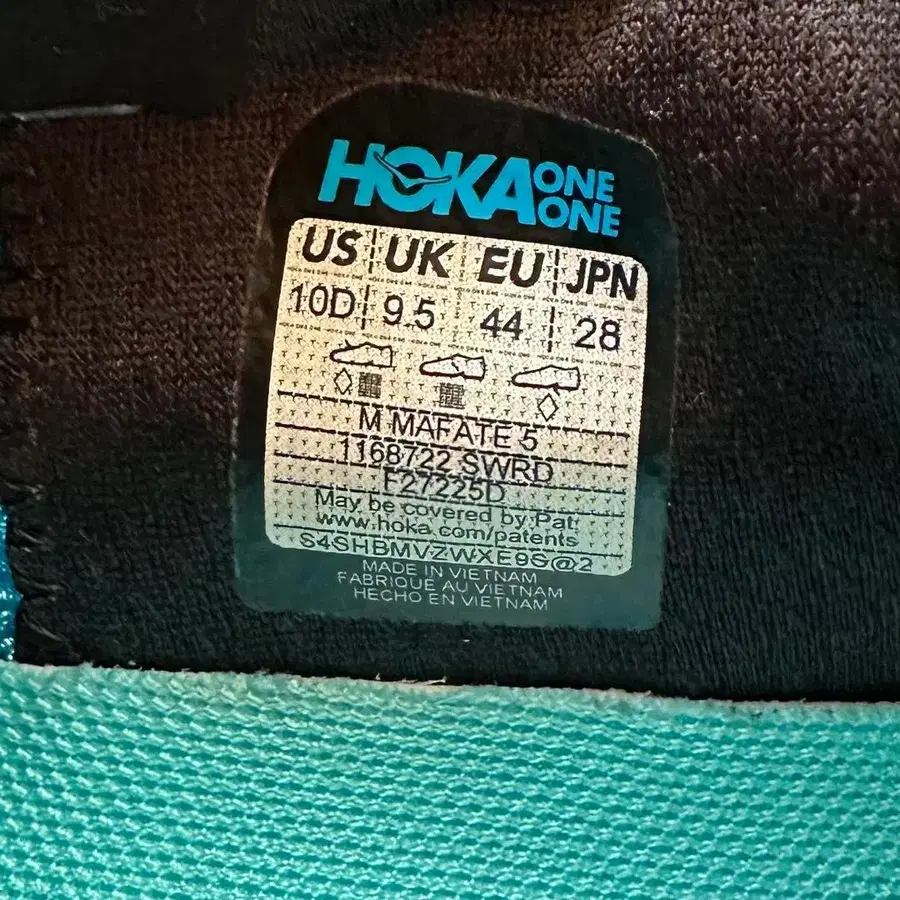 HOKA ONE ONE
US UK EU JPN
10D 9.5 44 28
M MAFATE 5
1168722 SWRD
F27225D
May be covered by Pat.
www.hoka.com/patents
S4SHBMVZWXE9S@2
MADE IN VIETNAM
FABRIQUE AU VIETNAM
HECHO EN VIETNAM